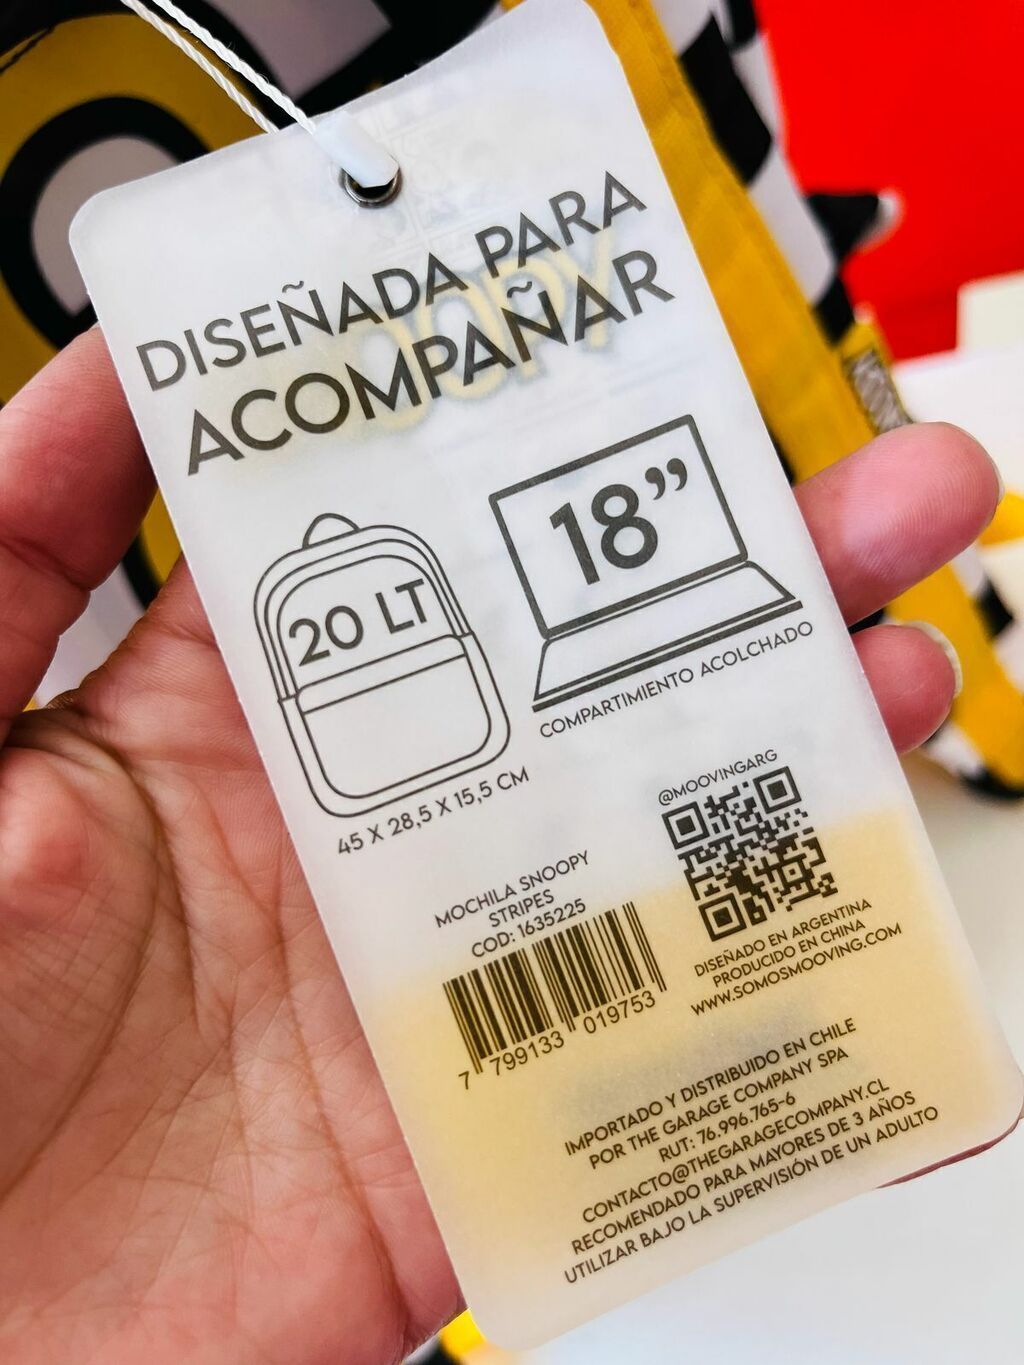 DISEÑADA PARA
ACOMPAÑAR
20 LT
45 X 28,5 X 15,5 CM
18”
COMPARTIMIENTO ACOLCHADO
@MOOVINGARG
MOCHILA SNOOPY
STRIPES
COD: 1635225
7 799133 019753
DISEÑADO EN ARGENTINA
PRODUCIDO EN CHINA
WWW.SOMOSMOOVING.COM
IMPORTADO Y DISTRIBUIDO EN CHILE
POR THE GARAGE COMPANY SPA
RUT: 76.996.765-6
CONTACTO@THEGARAGECOMPANY.CL
RECOMENDADO PARA MAYORES DE 3 AÑOS
UTILIZAR BAJO LA SUPERVISIÓN DE UN ADULTO